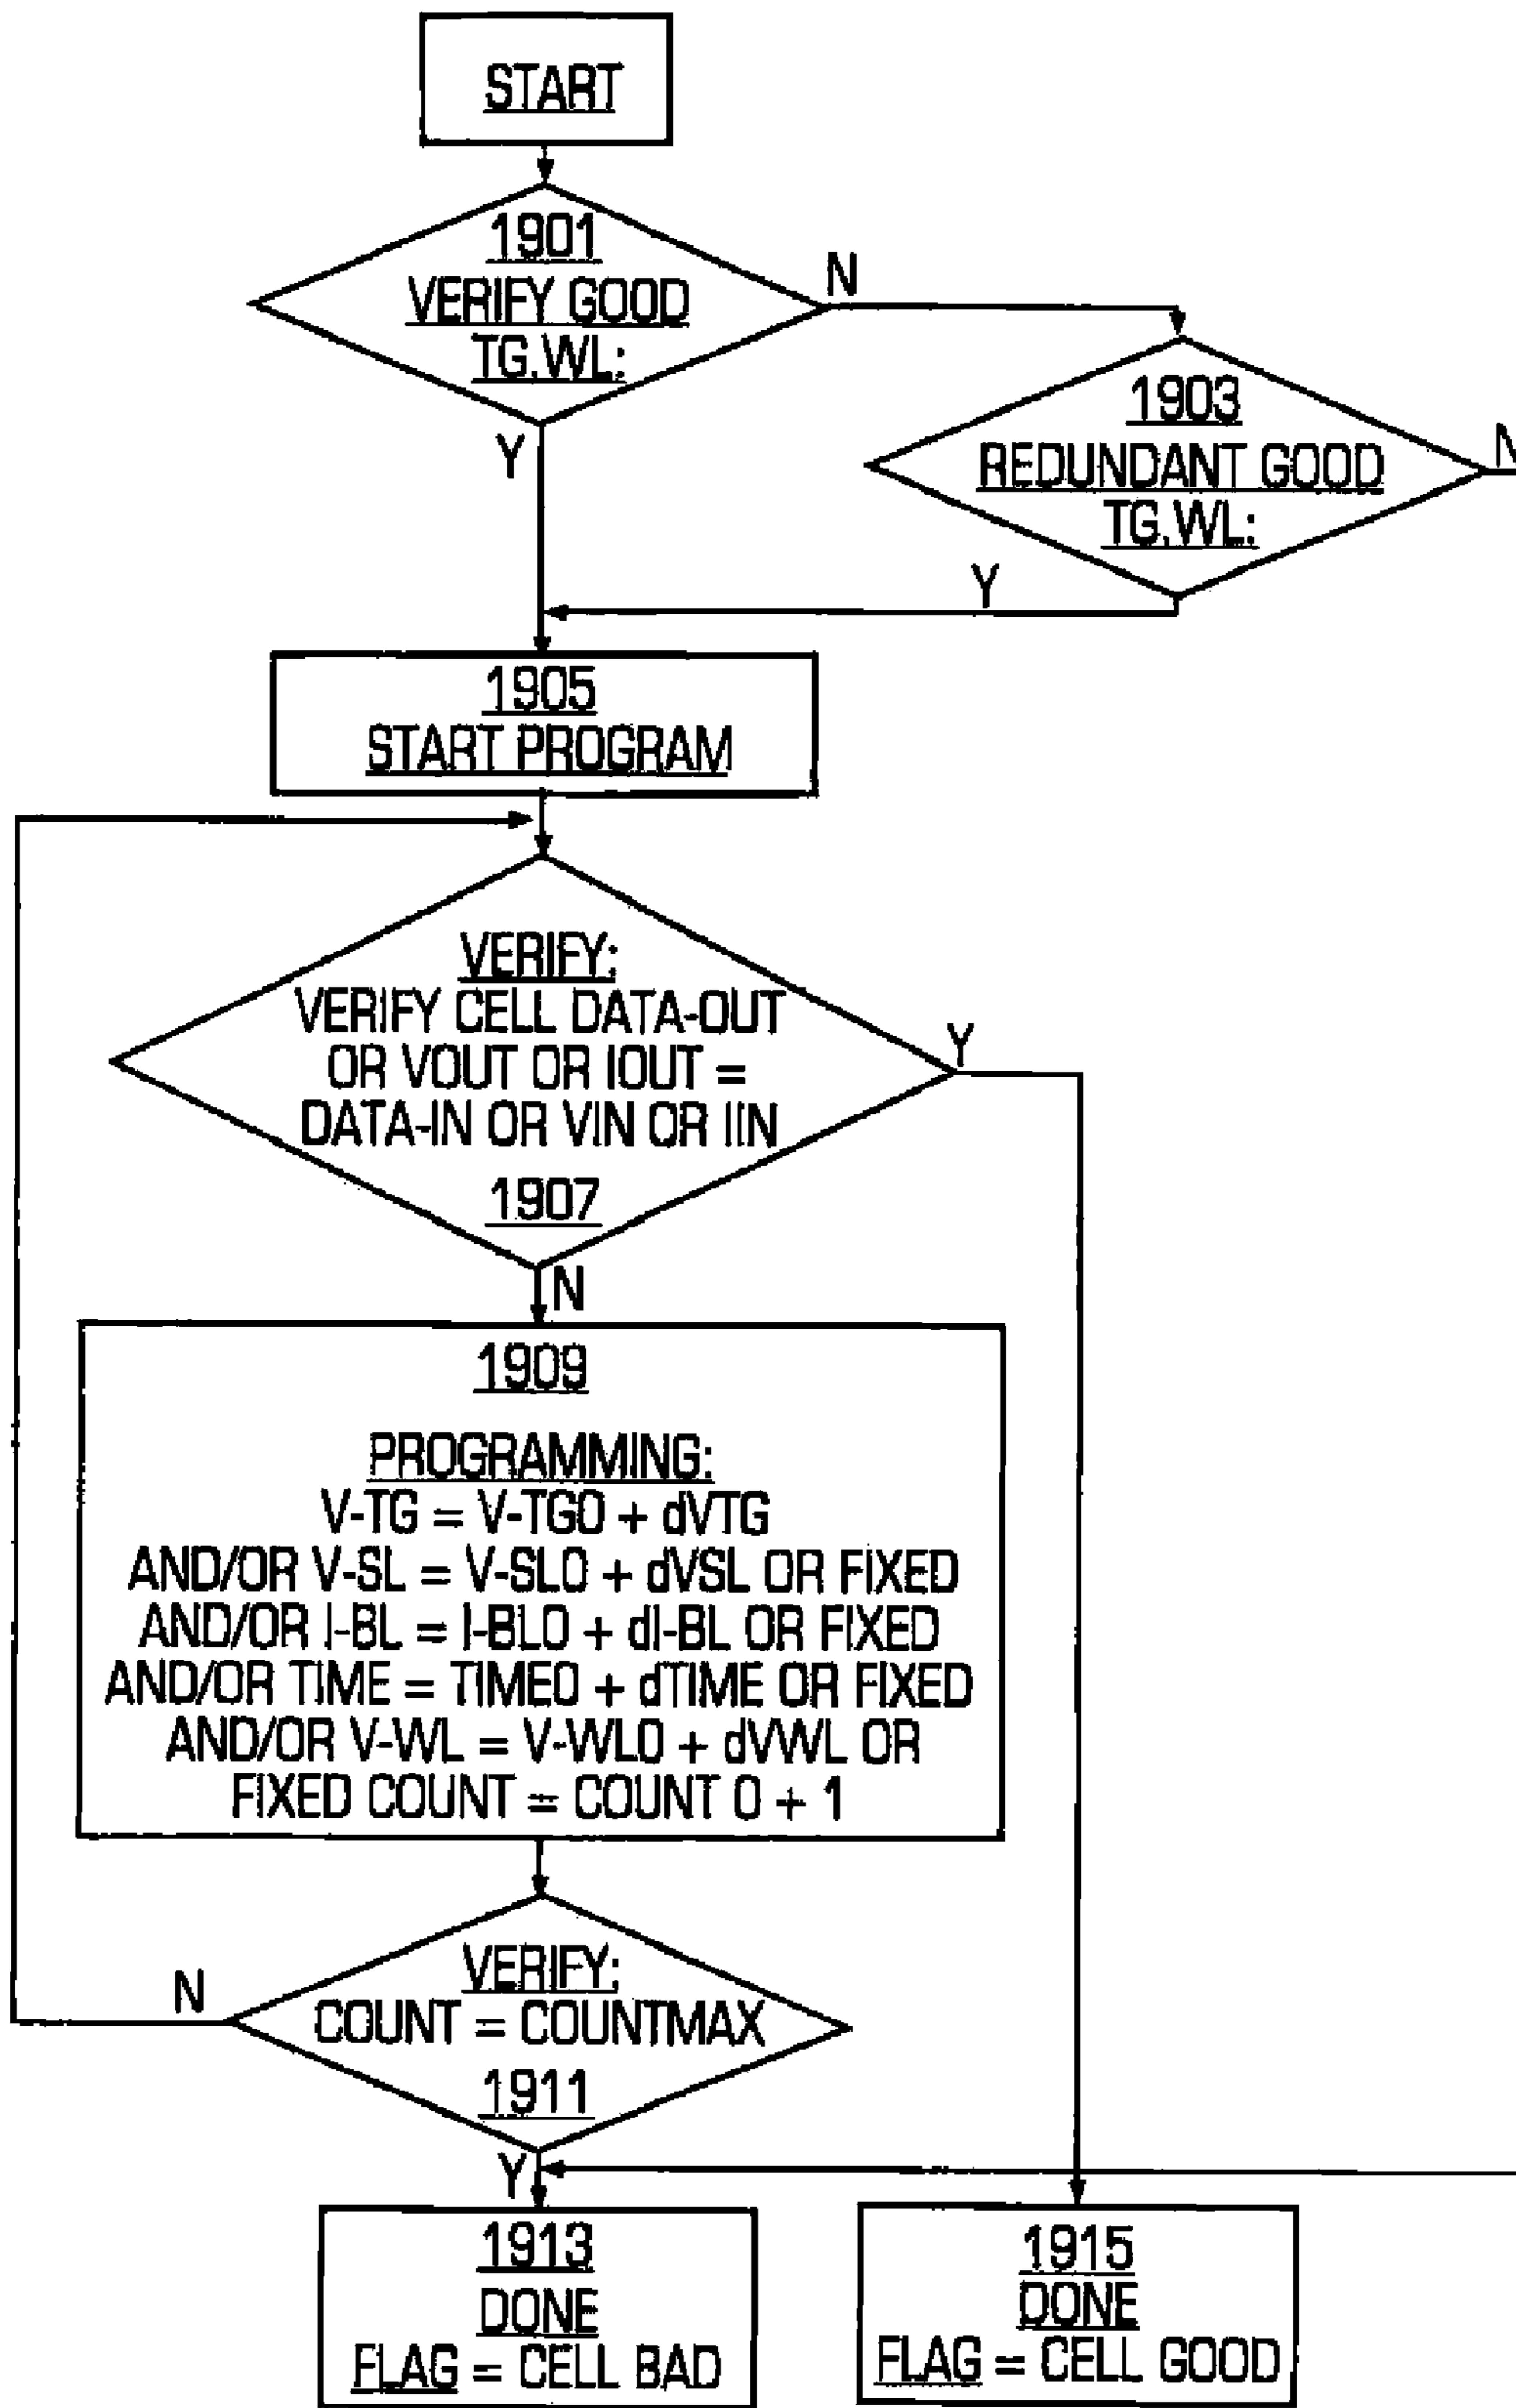 START
1901
VERIFY GOOD
TG.WL:
N
Y
1903
REDUNDANT GOOD
TG.WL:
N
Y
1905
START PROGRAM
VERIFY:
VERIFY CELL DATA-OUT
OR VOUT OR IOUT =
DATA-IN OR VIN OR IIN
1907
Y
N
1909
PROGRAMMING:
V-TG = V-TG0 + dVTG
AND/OR V-SL = V-SL0 + dVSL OR FIXED
AND/OR I-BL = I-BL0 + dI-BL OR FIXED
AND/OR TIME = TIME0 + dTIME OR FIXED
AND/OR V-WL = V-WL0 + dVWL OR
FIXED COUNT = COUNT 0 + 1
N
VERIFY:
COUNT = COUNTMAX
1911
Y
1913
DONE
FLAG = CELL BAD
1915
DONE
FLAG = CELL GOOD